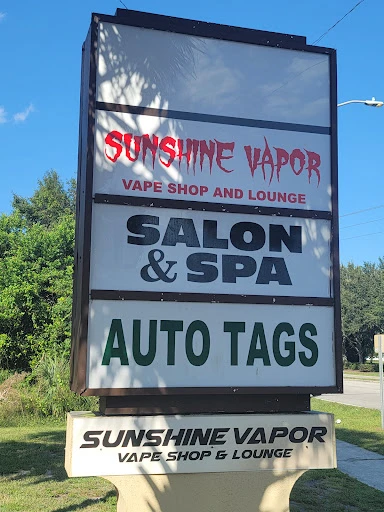 SUNSHINE VAPOR
VAPE SHOP AND LOUNGE
SALON
& SPA
AUTO TAGS
SUNSHINE VAPOR
VAPE SHOP & LOUNGE